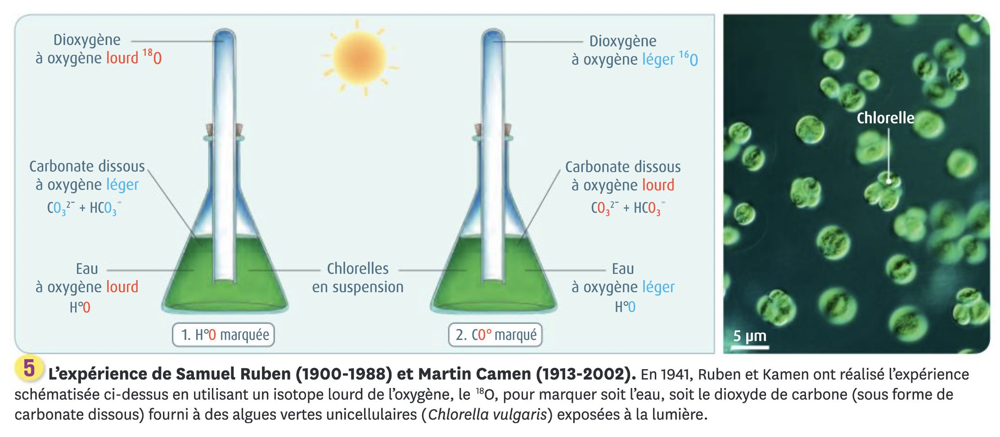 Dioxygène
à oxygène lourd ¹⁸O
Carbonate dissous
à oxygène léger
CO₃²⁻ + HCO₃⁻
Eau
à oxygène lourd
H°O
1. H°O marquée
Chlorelles
en suspension
Dioxygène
à oxygène léger ¹⁶O
Carbonate dissous
à oxygène lourd
CO₃²⁻ + HCO₃⁻
Eau
à oxygène léger
H°O
2. CO° marqué
Chlorelle
5 µm
5 L’expérience de Samuel Ruben (1900-1988) et Martin Camen (1913-2002). En 1941, Ruben et Kamen ont réalisé l’expérience
schématisée ci-dessus en utilisant un isotope lourd de l’oxygène, le ¹⁸O, pour marquer soit l’eau, soit le dioxyde de carbone (sous forme de
carbonate dissous) fourni à des algues vertes unicellulaires (Chlorella vulgaris) exposées à la lumière.